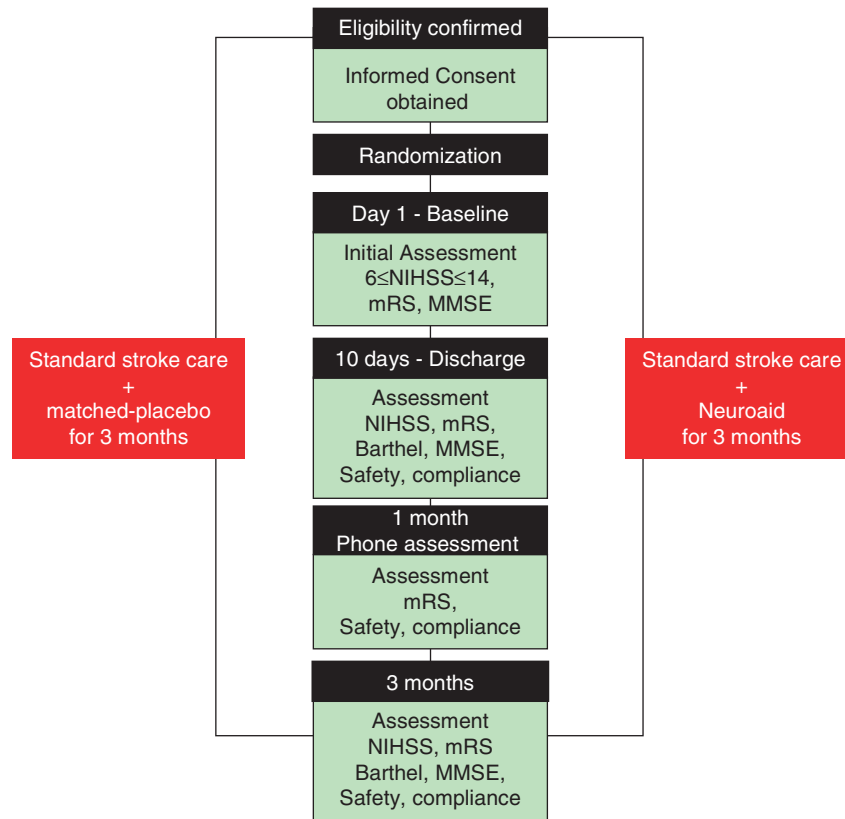 Eligibility confirmed
Informed Consent
obtained
Randomization
Day 1 - Baseline
Initial Assessment
6≤NIHSS≤14,
mRS, MMSE
Standard stroke care
+
matched-placebo
for 3 months
10 days - Discharge
Assessment
NIHSS, mRS,
Barthel, MMSE,
Safety, compliance
Standard stroke care
+
Neuroaid
for 3 months
1 month
Phone assessment
Assessment
mRS,
Safety, compliance
3 months
Assessment
NIHSS, mRS
Barthel, MMSE,
Safety, compliance